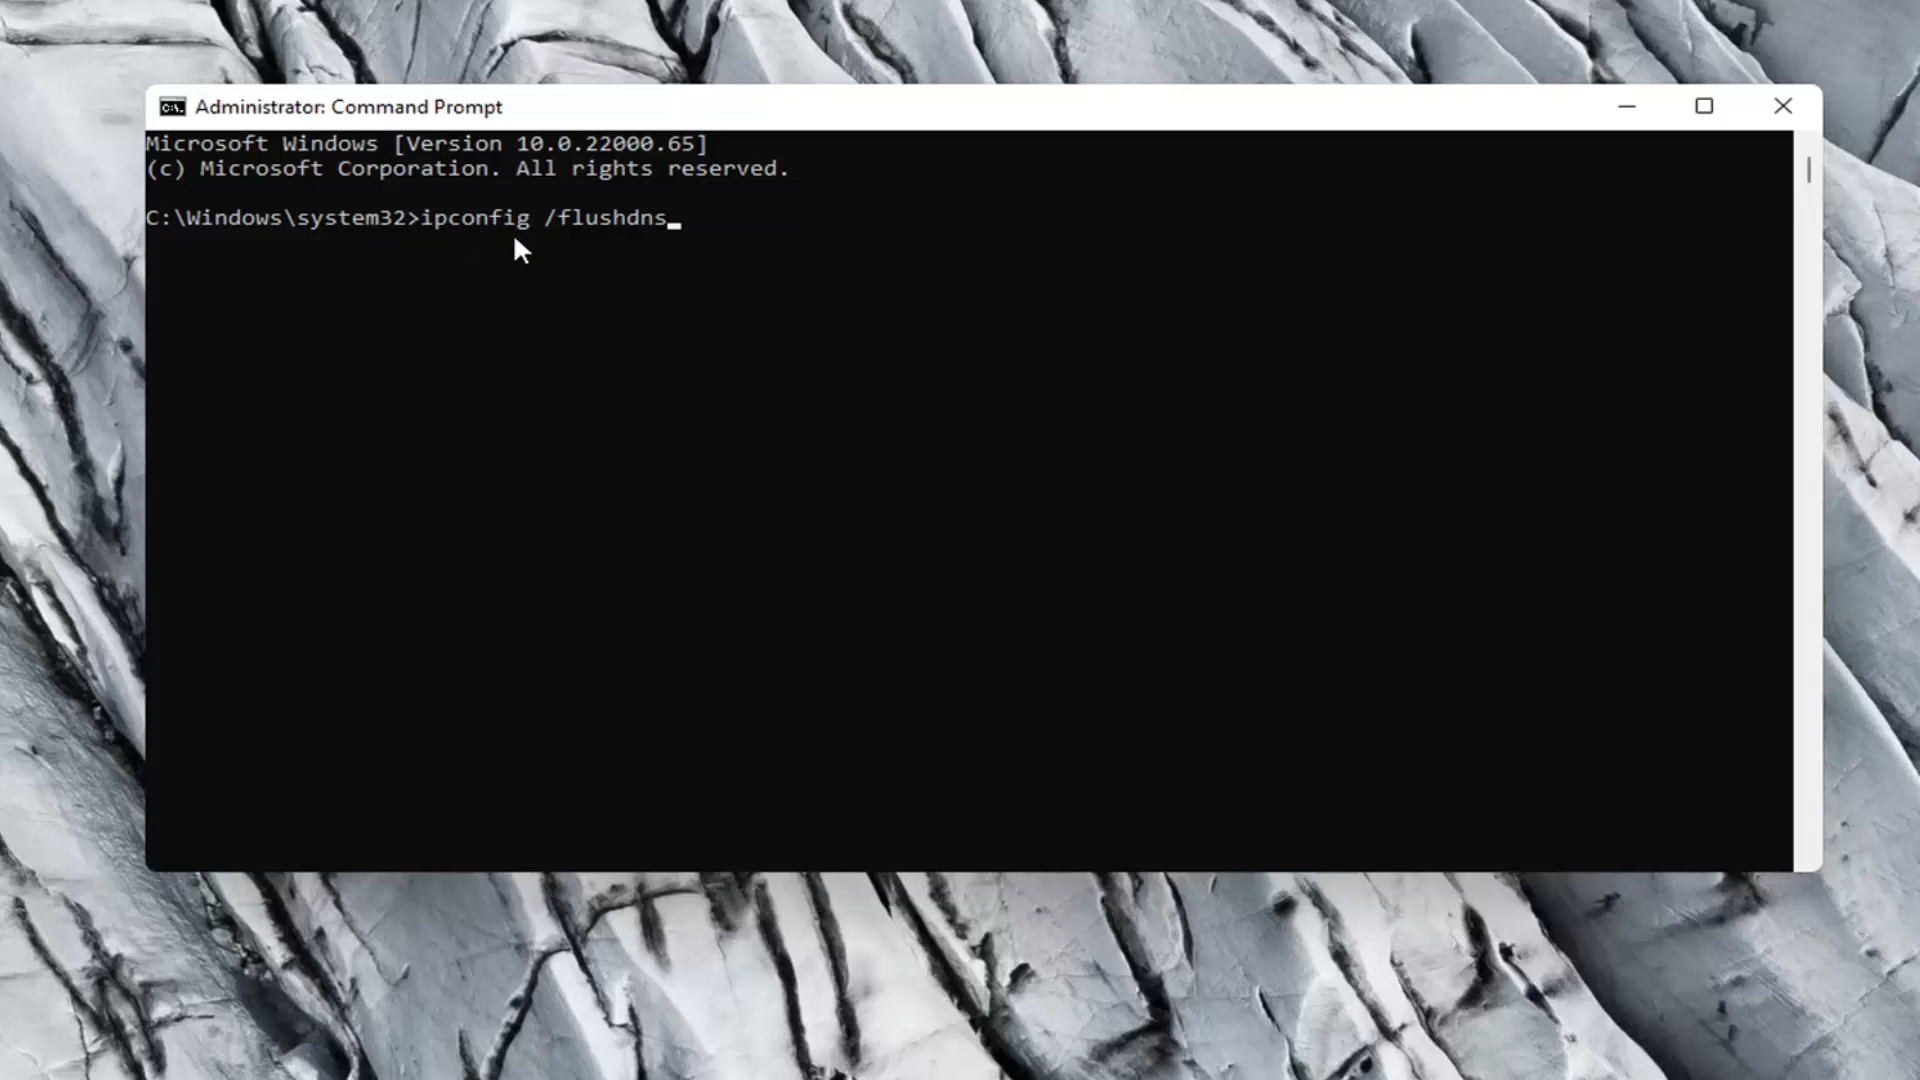 Administrator: Command Prompt
Microsoft Windows [Version 10.0.22000.65]
(c) Microsoft Corporation. All rights reserved.
C:\Windows\system32>ipconfig /flushdns